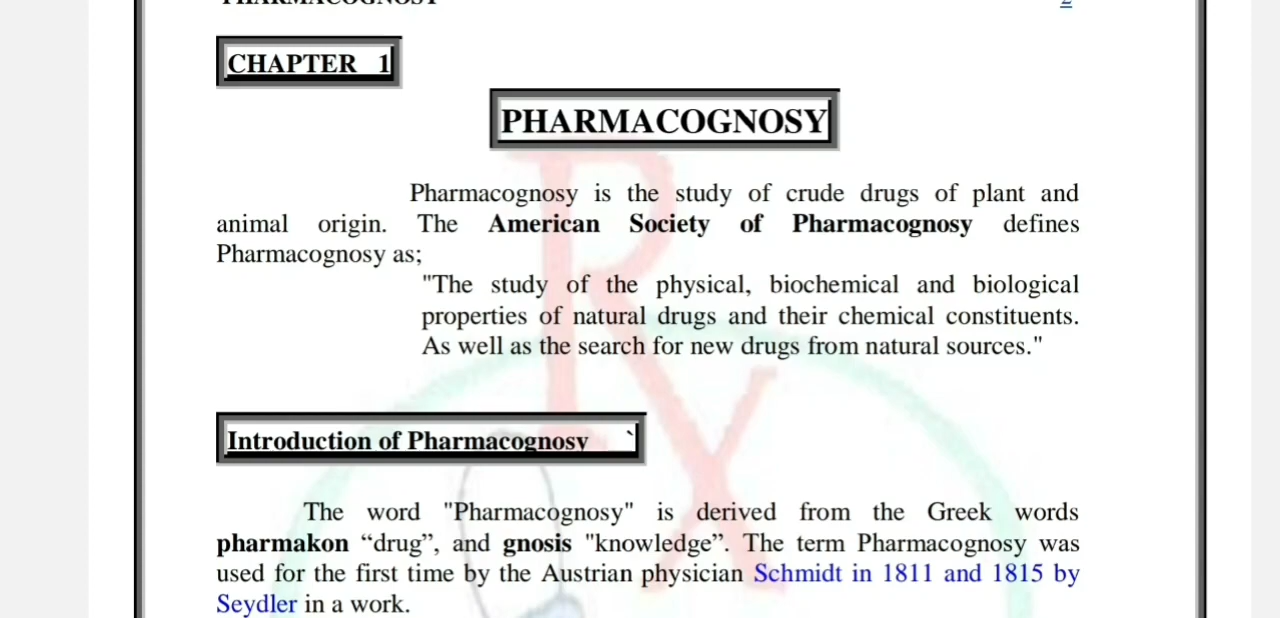 PHARMACOGNOSY 2
CHAPTER 1
PHARMACOGNOSY
Pharmacognosy is the study of crude drugs of plant and
animal origin. The American Society of Pharmacognosy defines
Pharmacognosy as;
"The study of the physical, biochemical and biological
properties of natural drugs and their chemical constituents.
As well as the search for new drugs from natural sources."
Introduction of Pharmacognosy `
The word "Pharmacognosy" is derived from the Greek words
pharmakon “drug”, and gnosis "knowledge”. The term Pharmacognosy was
used for the first time by the Austrian physician Schmidt in 1811 and 1815 by
Seydler in a work.